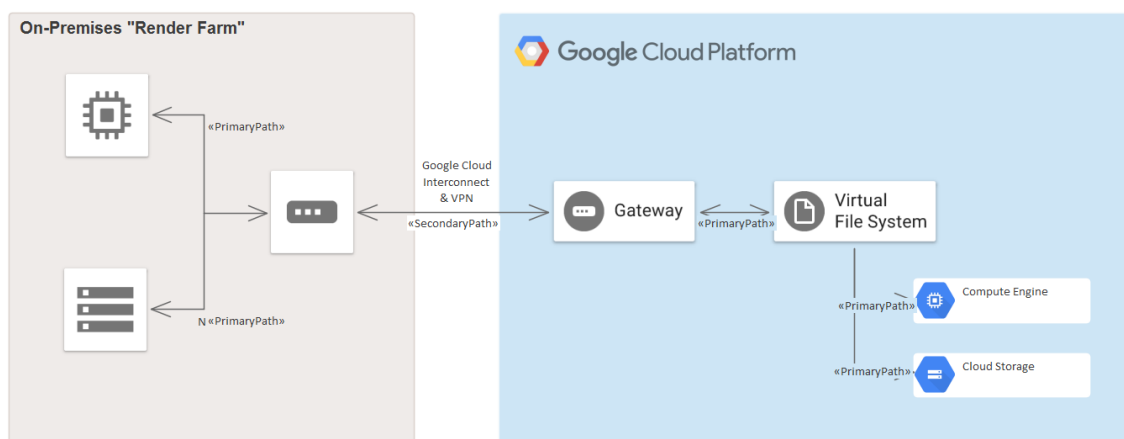 On-Premises "Render Farm"
Google Cloud Platform
«PrimaryPath»
Google Cloud
Interconnect
& VPN
«SecondaryPath»
Gateway
«PrimaryPath»
Virtual
File System
N «PrimaryPath»
«PrimaryPath»
Compute Engine
«PrimaryPath»
Cloud Storage